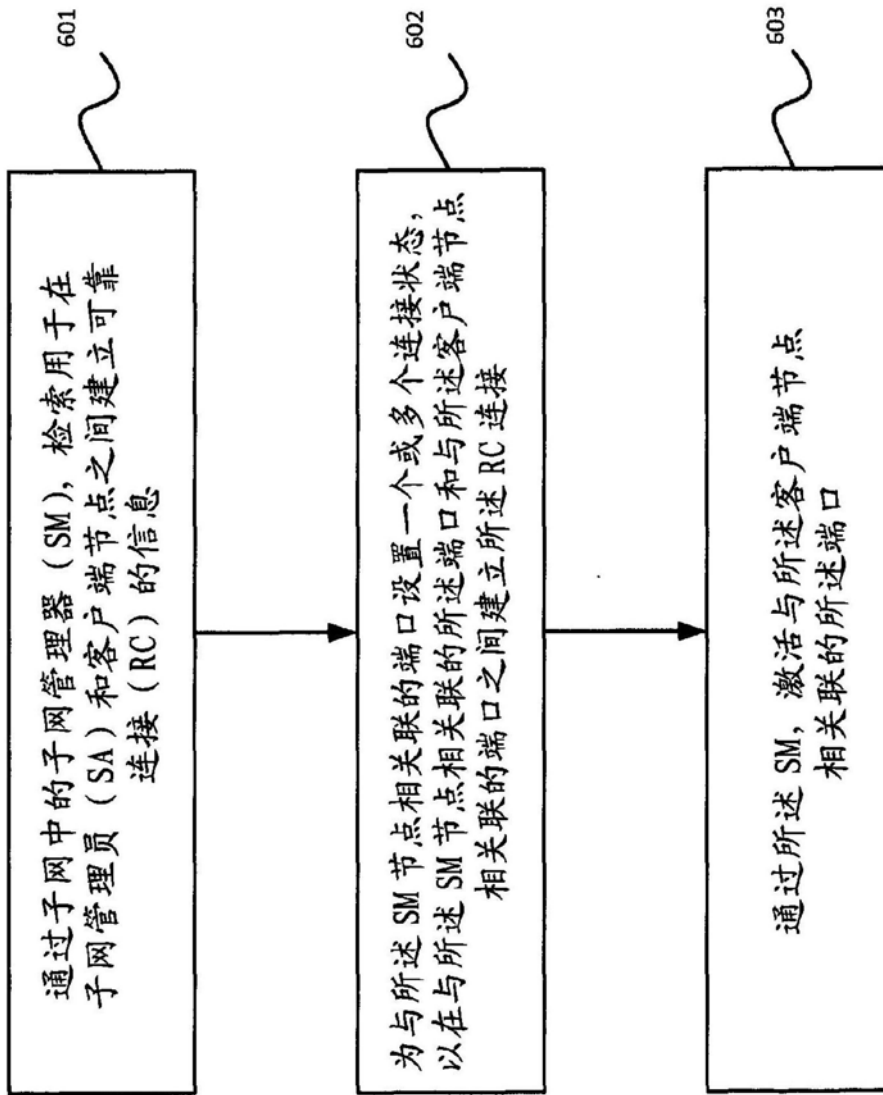 601
通过子网中的子网管理器（SM），检索用于在
子网管理员（SA）和客户端节点之间建立可靠
连接（RC）的信息
602
为与所述SM节点相关联的端口设置一个或多个连接状态，
以在与所述SM节点相关联的所述端口和与所述客户端节点
相关联的端口之间建立所述RC连接
603
通过所述SM，激活与所述客户端节点
相关联的所述端口